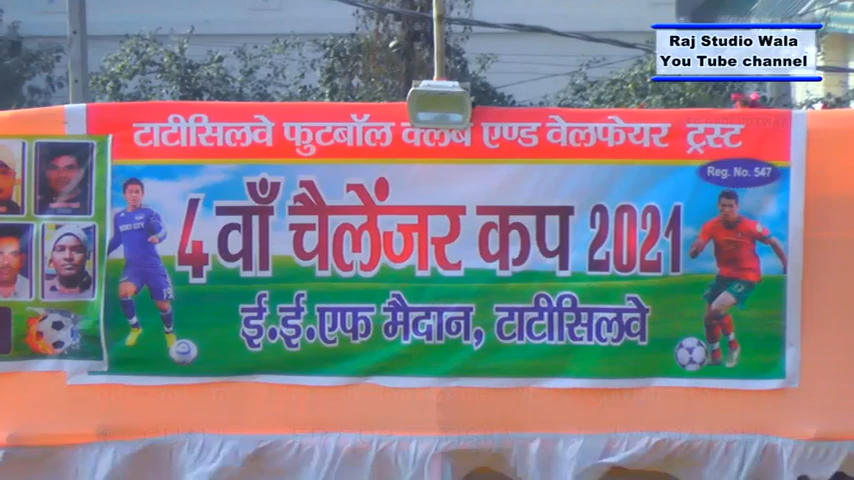 Raj Studio Wala
You Tube channel
टाटीसिलवे फुटबॉल क्लब एण्ड वेलफेयर ट्रस्ट
Reg. No. 547
4 वाँ चैलेंजर कप 2021
ई.ई.एफ मैदान, टाटीसिलवे